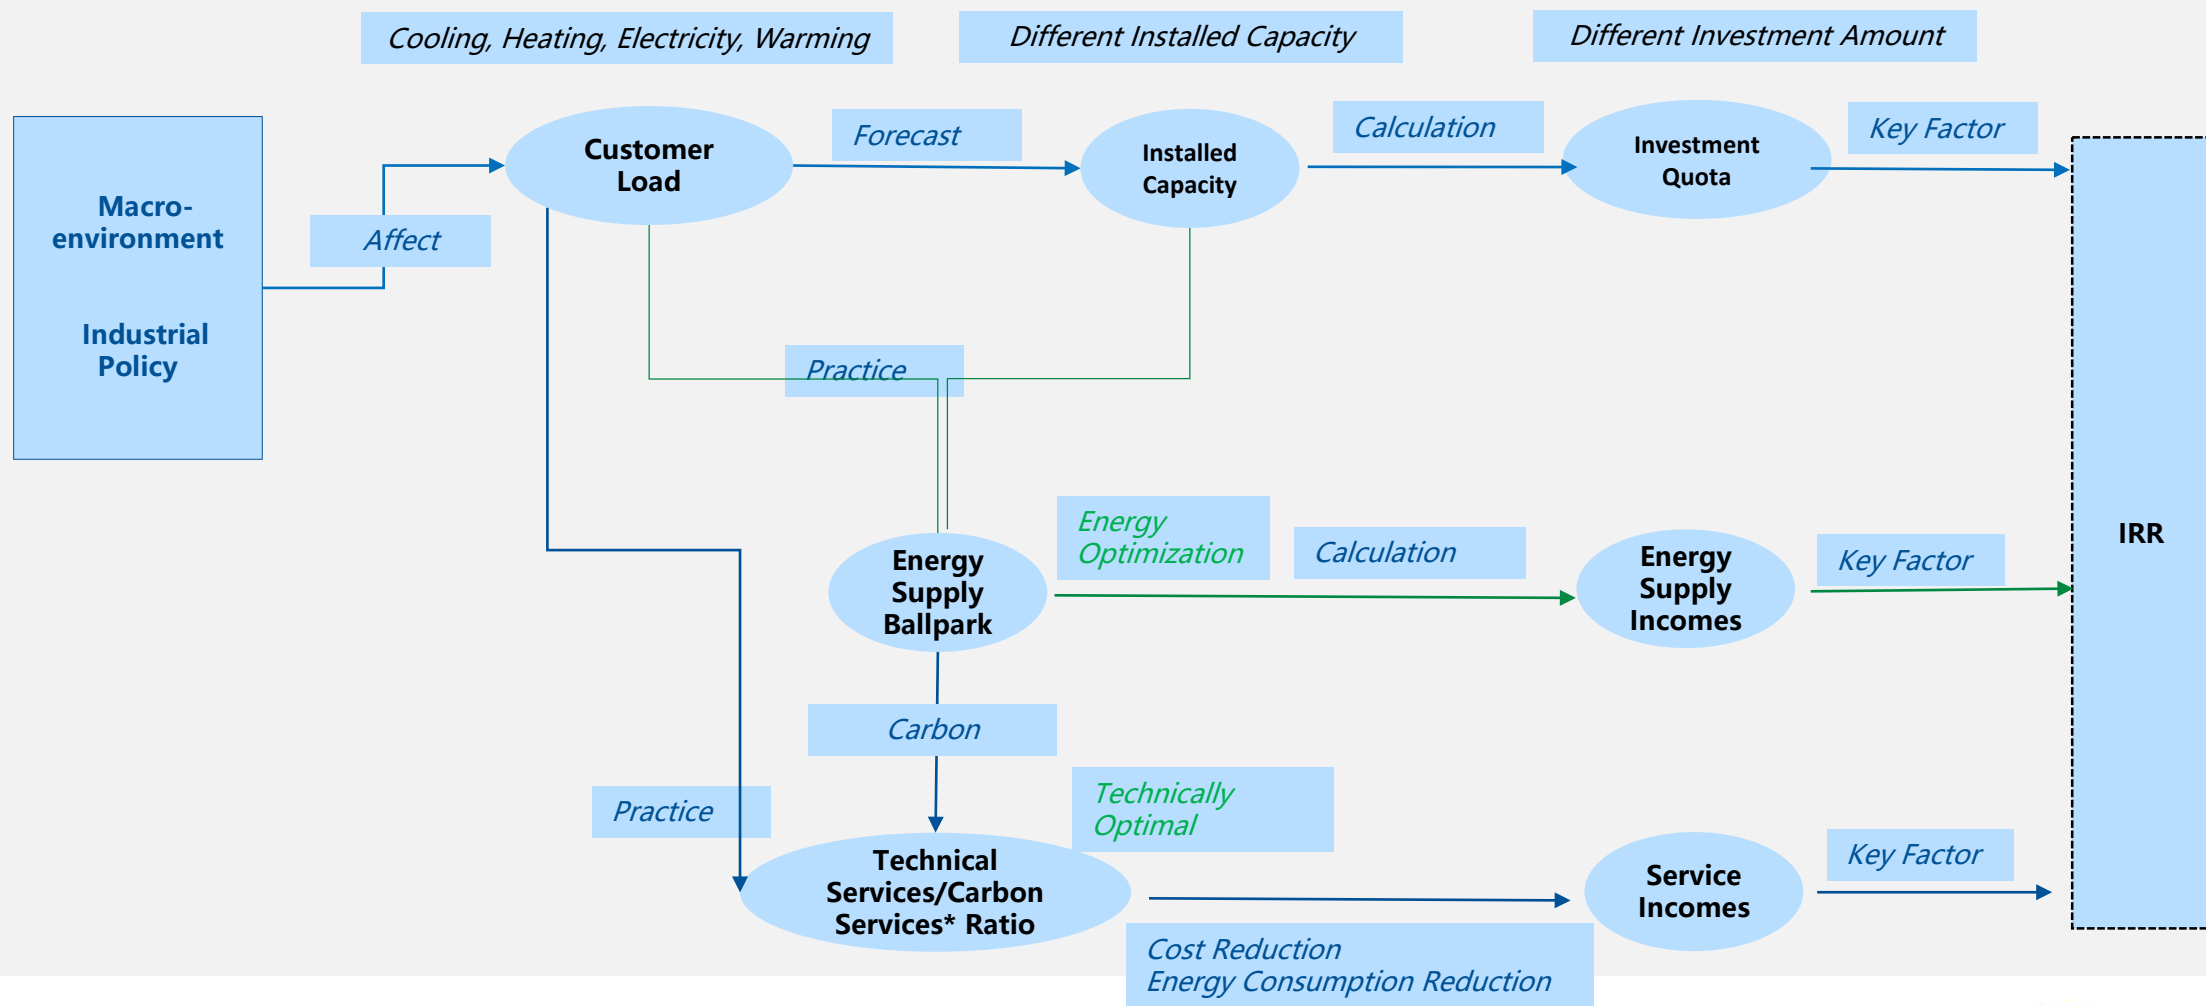 Cooling, Heating, Electricity, Warming
Different Installed Capacity
Different Investment Amount
Macro-
environment
Industrial
Policy
Affect
Customer
Load
Forecast
Installed
Capacity
Calculation
Investment
Quota
Key Factor
Practice
Energy
Supply
Ballpark
Energy
Optimization
Calculation
Energy
Supply
Incomes
Key Factor
IRR
Carbon
Practice
Technically
Optimal
Technical
Services/Carbon
Services* Ratio
Cost Reduction
Energy Consumption Reduction
Service
Incomes
Key Factor